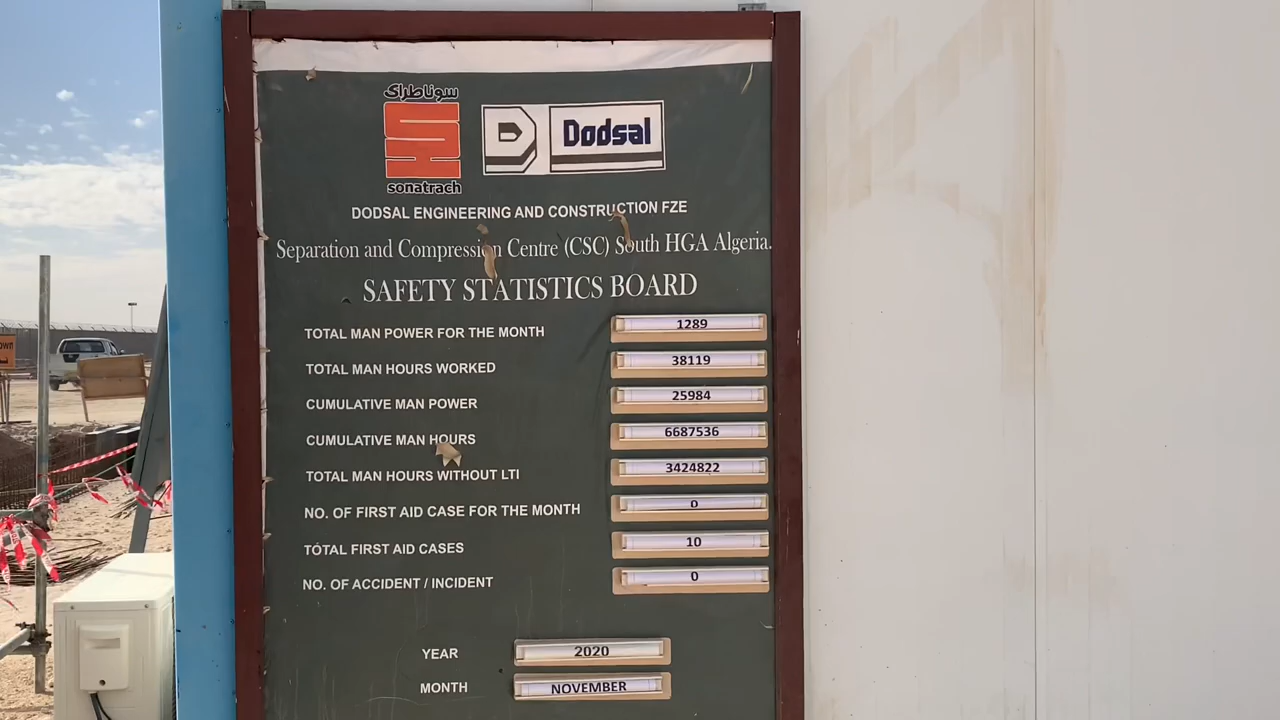 سوناطراك
sonatrach
D Dodsal
DODSAL ENGINEERING AND CONSTRUCTION FZE
Separation and Compression Centre (CSC) South HGA Algeria.
SAFETY STATISTICS BOARD
TOTAL MAN POWER FOR THE MONTH 1289
TOTAL MAN HOURS WORKED 38119
CUMULATIVE MAN POWER 25984
CUMULATIVE MAN HOURS 6687536
TOTAL MAN HOURS WITHOUT LTI 3424822
NO. OF FIRST AID CASE FOR THE MONTH 0
TOTAL FIRST AID CASES 10
NO. OF ACCIDENT / INCIDENT 0
YEAR 2020
MONTH NOVEMBER